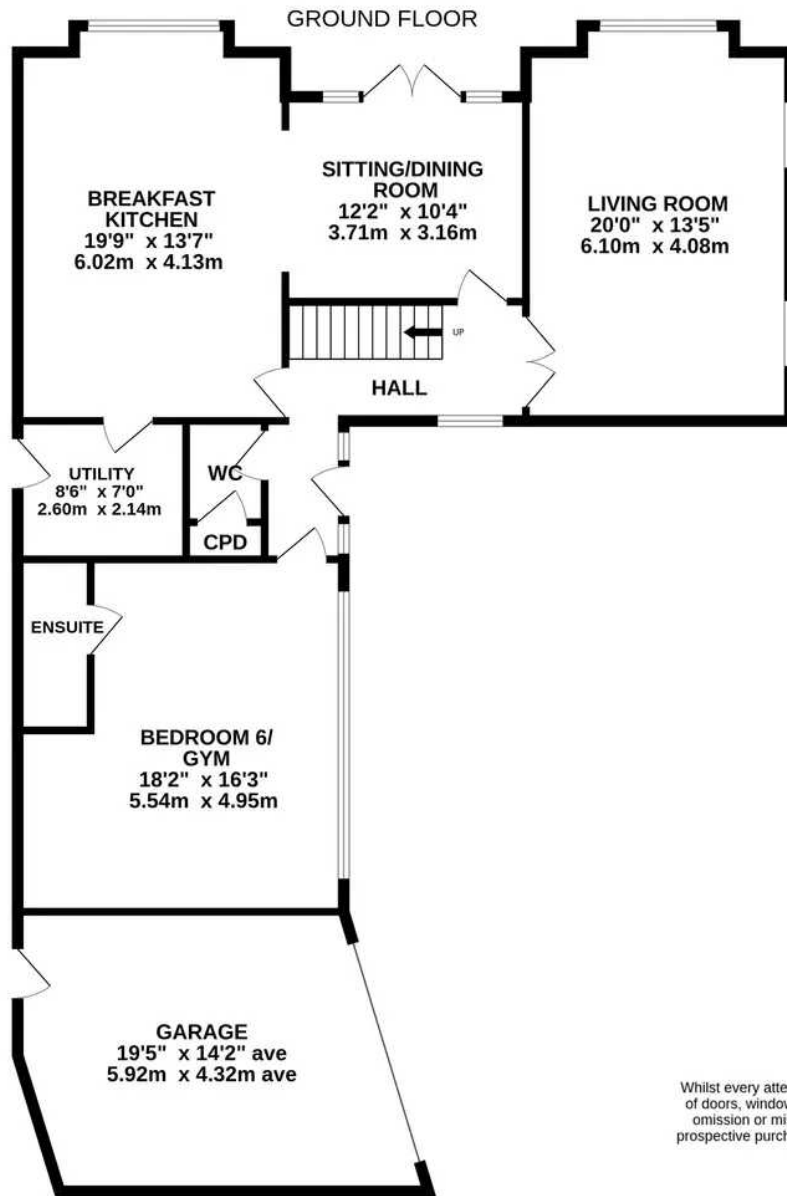 GROUND FLOOR
BREAKFAST
KITCHEN
19'9" x 13'7"
6.02m x 4.13m
SITTING/DINING
ROOM
12'2" x 10'4"
3.71m x 3.16m
LIVING ROOM
20'0" x 13'5"
6.10m x 4.08m
UP
HALL
UTILITY
8'6" x 7'0"
2.60m x 2.14m
WC
CPD
ENSUITE
BEDROOM 6/
GYM
18'2" x 16'3"
5.54m x 4.95m
GARAGE
19'5" x 14'2" ave
5.92m x 4.32m ave
Whilst every atte
of doors, window
omission or mi
prospective purch